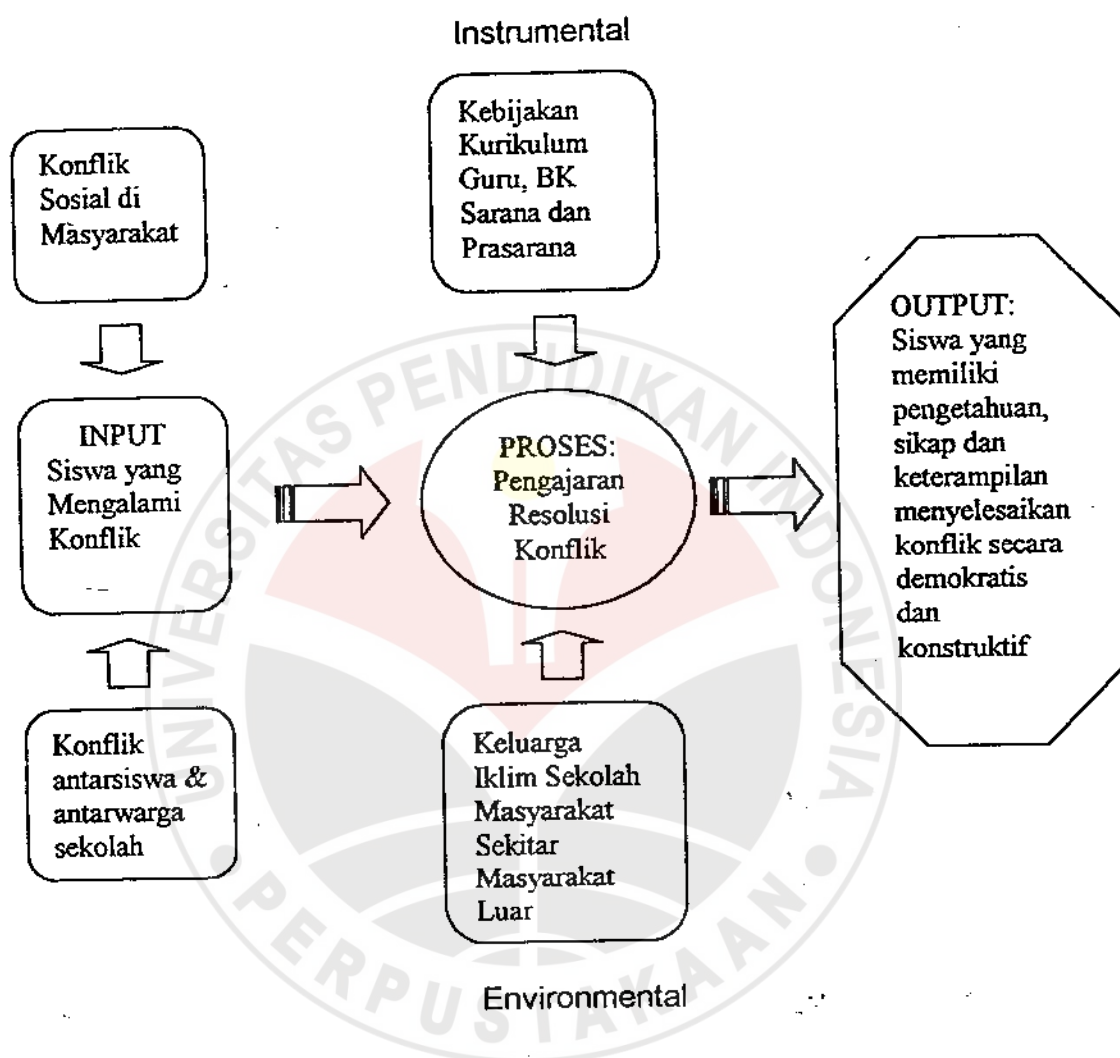 Instrumental
Konflik
Sosial di
Masyarakat
Kebijakan
Kurikulum
Guru, BK
Sarana dan
Prasarana
INPUT
Siswa yang
Mengalami
Konflik
PROSES:
Pengajaran
Resolusi
Konflik
OUTPUT:
Siswa yang
memiliki
pengetahuan,
sikap dan
keterampilan
menyelesaikan
konflik secara
demokratis
dan
konstruktif
Konflik
antarsiswa &
antarwarga
sekolah
Keluarga
Iklim Sekolah
Masyarakat
Sekitar
Masyarakat
Luar
Environmental
UNIVERSITAS PENDIDIKAN INDONESIA
PERPUSTAKAAN